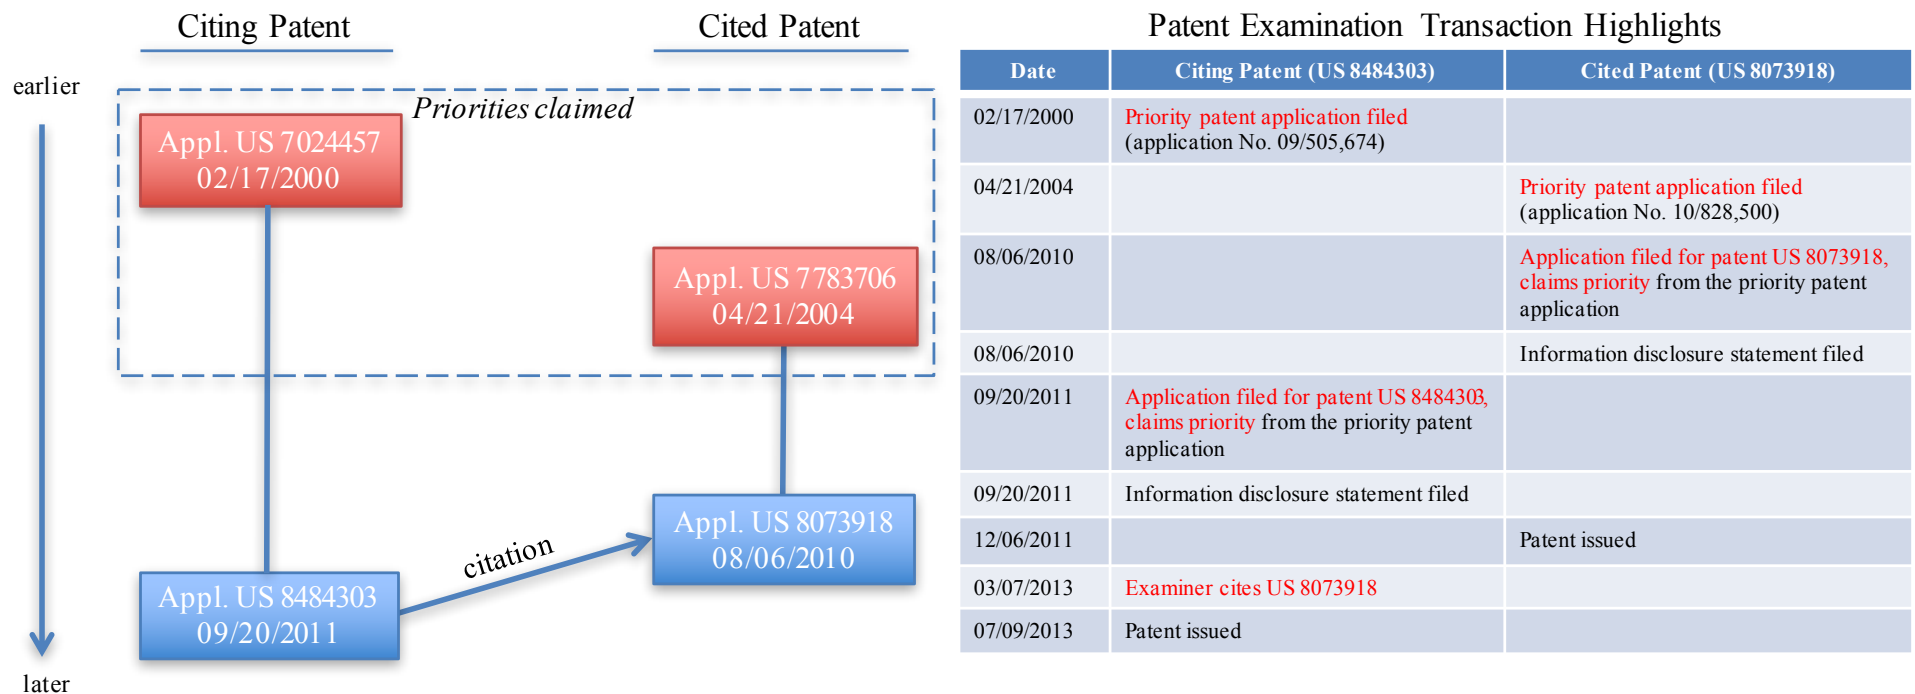 Citing Patent
Cited Patent
earlier
Priorities claimed
Appl. US 7024457
02/17/2000
Appl. US 7783706
04/21/2004
Appl. US 8073918
08/06/2010
citation
Appl. US 8484303
09/20/2011
later
Patent Examination Transaction Highlights
Date Citing Patent (US 8484303) Cited Patent (US 8073918)
02/17/2000 Priority patent application filed
(application No. 09/505,674)
04/21/2004 Priority patent application filed
(application No. 10/828,500)
08/06/2010 Application filed for patent US 8073918,
claims priority from the priority patent
application
08/06/2010 Information disclosure statement filed
09/20/2011 Application filed for patent US 8484303,
claims priority from the priority patent
application
09/20/2011 Information disclosure statement filed
12/06/2011 Patent issued
03/07/2013 Examiner cites US 8073918
07/09/2013 Patent issued